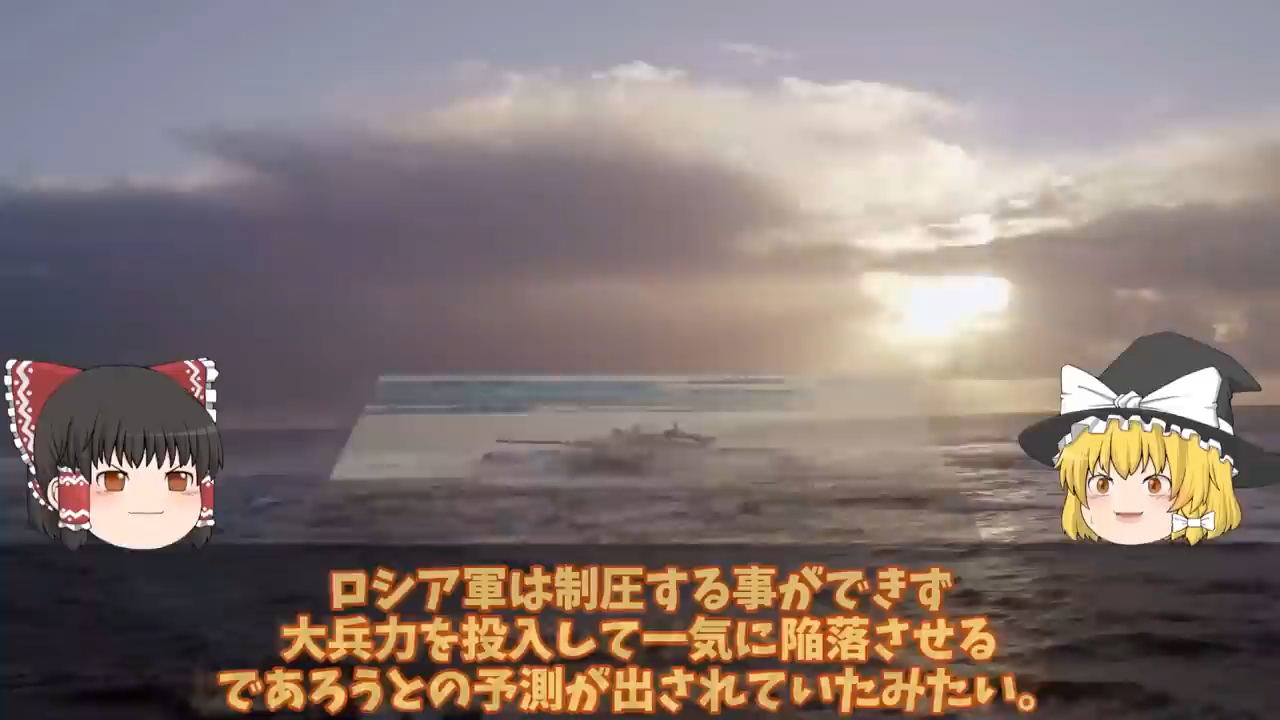 ロシア軍は制圧する事ができず
大兵力を投入して一気に陥落させる
であろうとの予測が出されていたみたい。